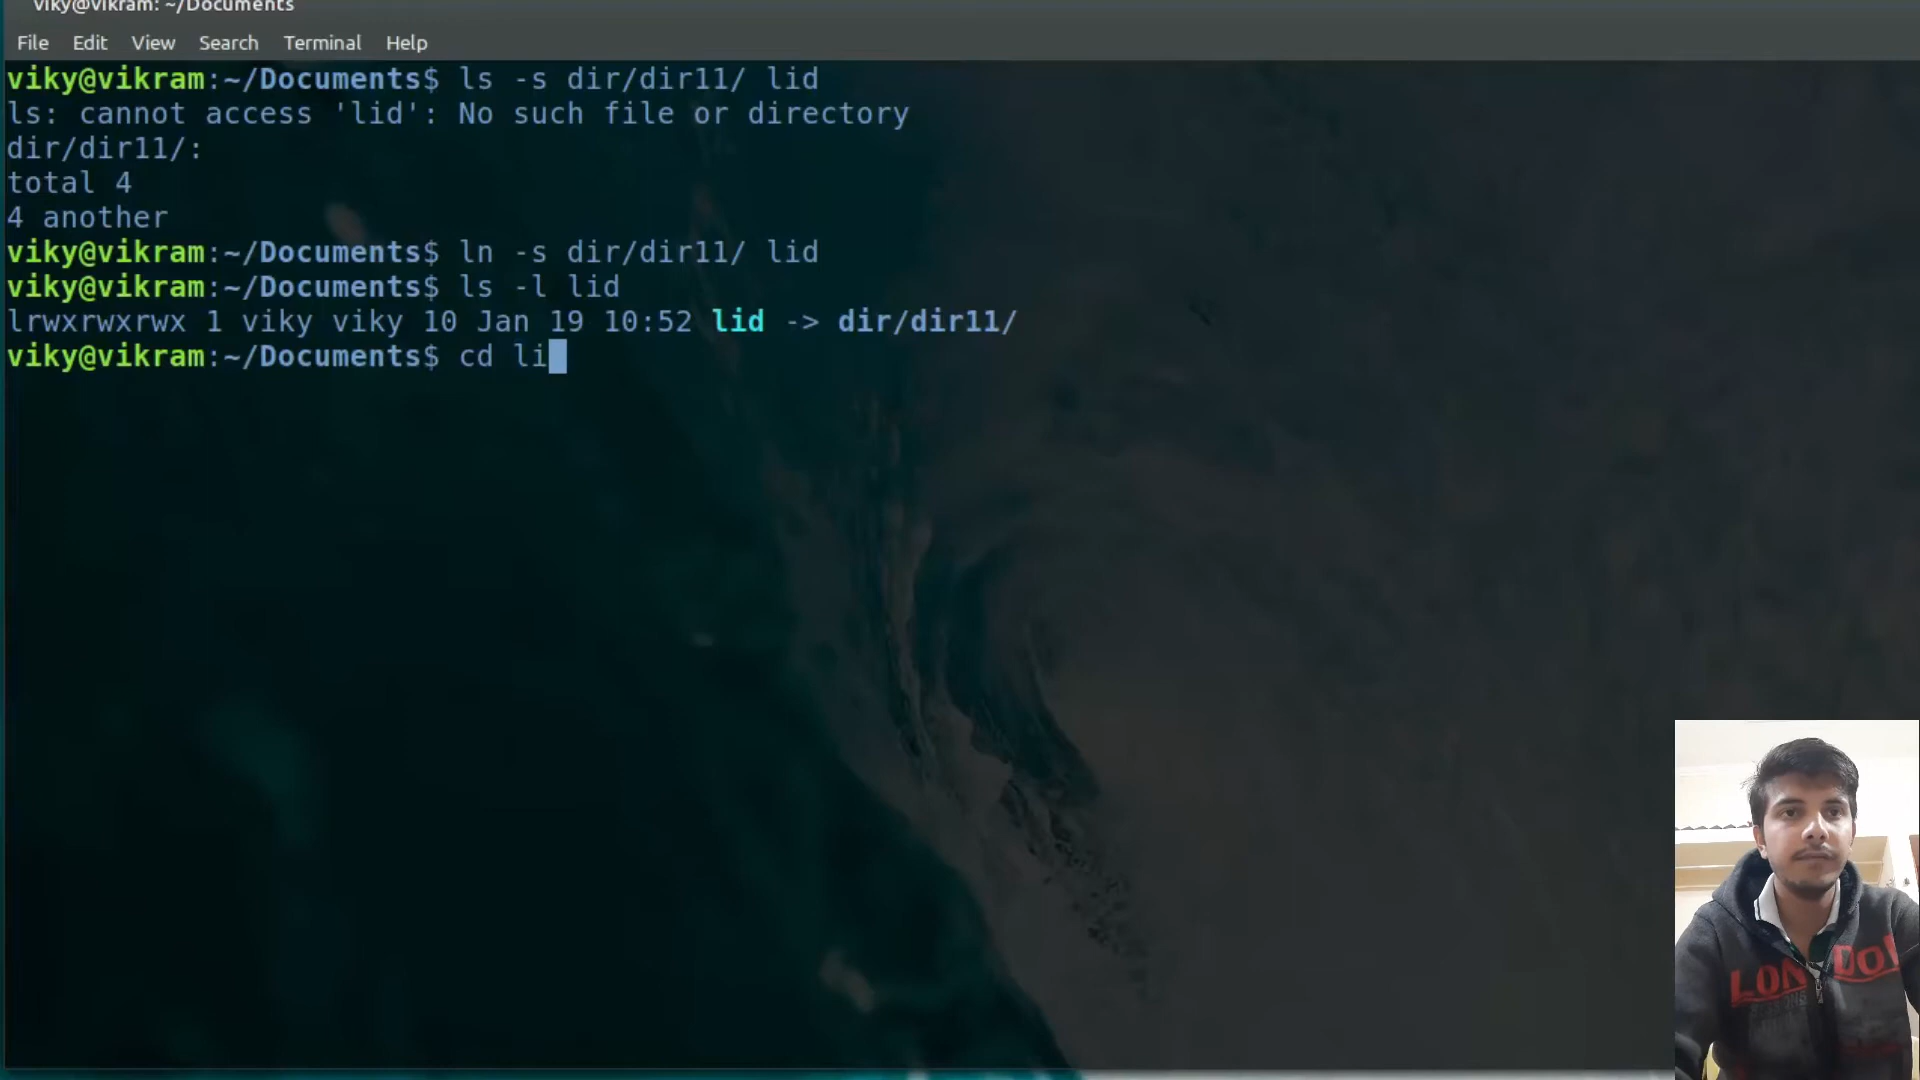 viky@vikram: ~/Documents
File Edit View Search Terminal Help
viky@vikram:~/Documents$ ls -s dir/dir11/ lid
ls: cannot access 'lid': No such file or directory
dir/dir11/:
total 4
4 another
viky@vikram:~/Documents$ ln -s dir/dir11/ lid
viky@vikram:~/Documents$ ls -l lid
lrwxrwxrwx 1 viky viky 10 Jan 19 10:52 lid -> dir/dir11/
viky@vikram:~/Documents$ cd li